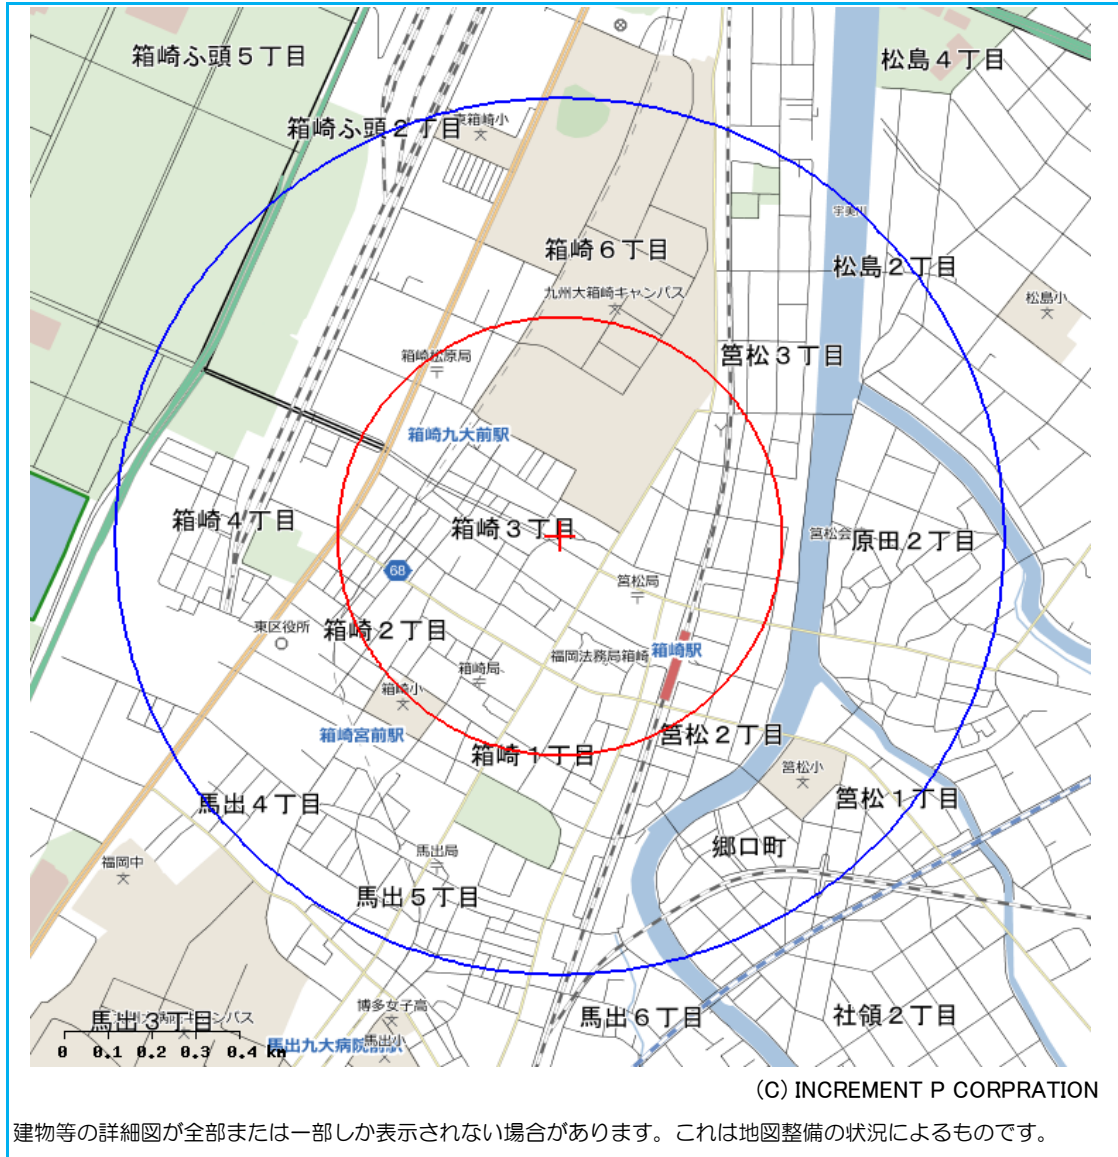 箱崎ふ頭５丁目
松島４丁目
箱崎ふ頭２丁目
東箱崎小
宇美川
箱崎６丁目
松島２丁目
九州大箱崎キャンパス
松島小
箱崎松原局
筥松３丁目
箱崎九大前駅
箱崎４丁目
箱崎３丁目
筥松会
原田２丁目
68
筥松局
東区役所
箱崎２丁目
福岡法務局箱崎
箱崎駅
箱崎局
箱崎小
箱崎宮前駅
箱崎１丁目
筥松２丁目
筥松小
馬出４丁目
筥松１丁目
郷口町
馬出局
福岡中
馬出５丁目
博多女子高
馬出３丁目
キャンパス
馬出６丁目
社領２丁目
馬出小
馬出九大病院前駅
0 0.1 0.2 0.3 0.4 km
(C) INCREMENT P CORPRATION
建物等の詳細図が全部または一部しか表示されない場合があります。これは地図整備の状況によるものです。